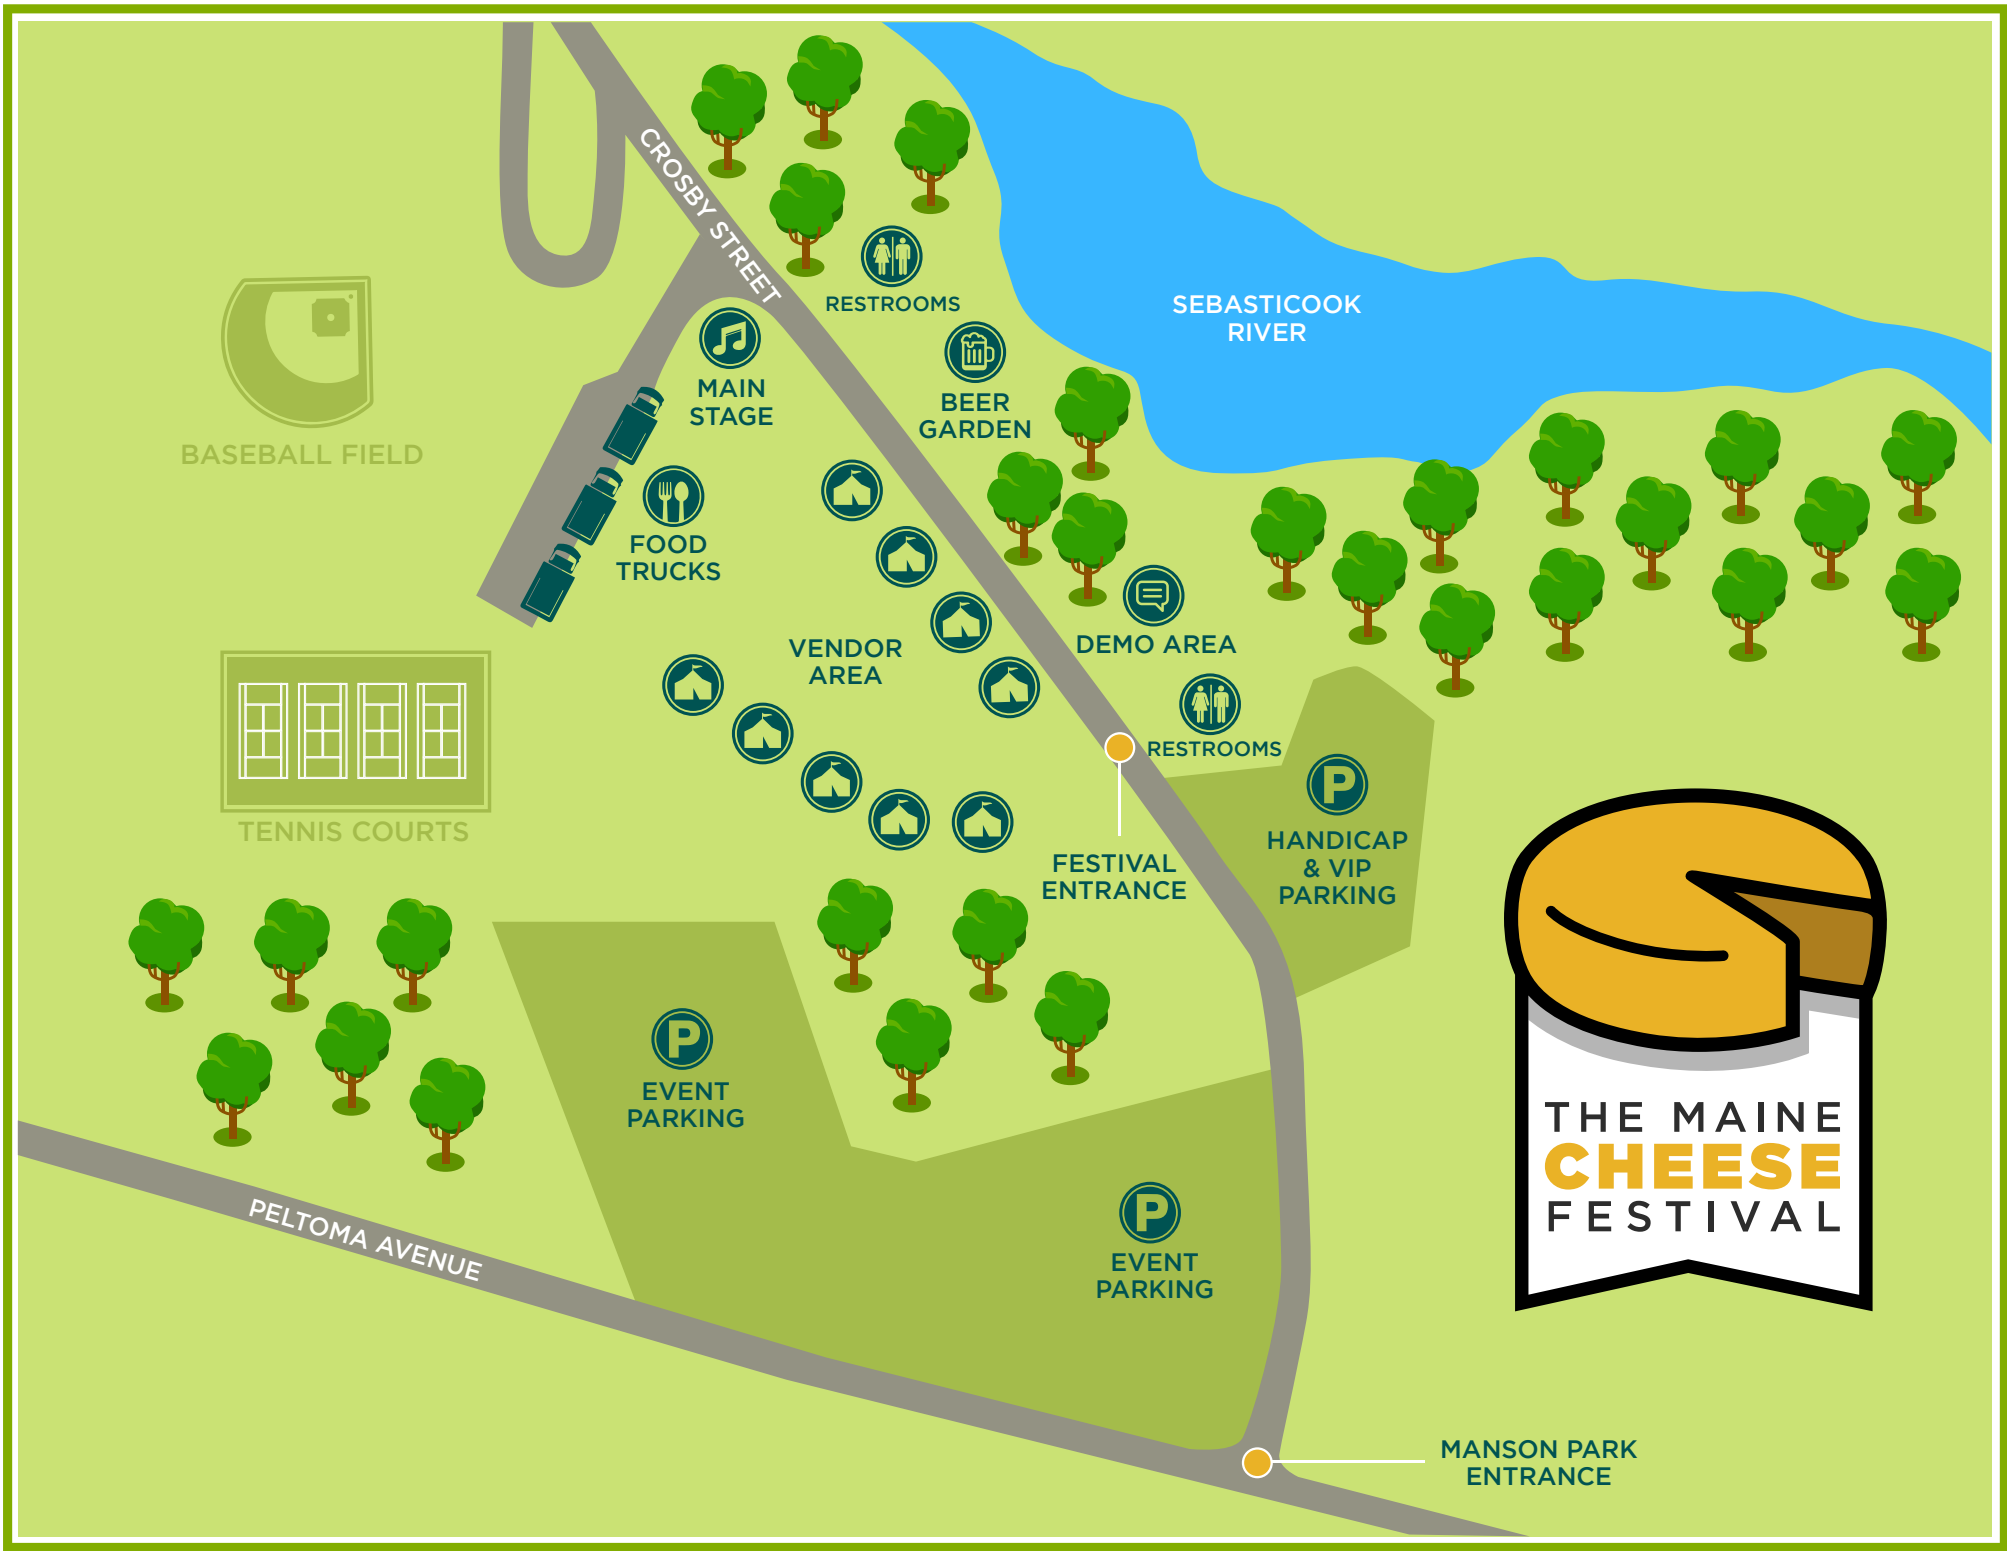 CROSBY STREET
RESTROOMS
SEBASTICOOK
RIVER
MAIN
STAGE
BEER
GARDEN
BASEBALL FIELD
FOOD
TRUCKS
VENDOR
AREA
DEMO AREA
RESTROOMS
TENNIS COURTS
P
HANDICAP
& VIP
PARKING
FESTIVAL
ENTRANCE
P
EVENT
PARKING
THE MAINE
CHEESE
FESTIVAL
PELTOMA AVENUE
P
EVENT
PARKING
MANSON PARK
ENTRANCE